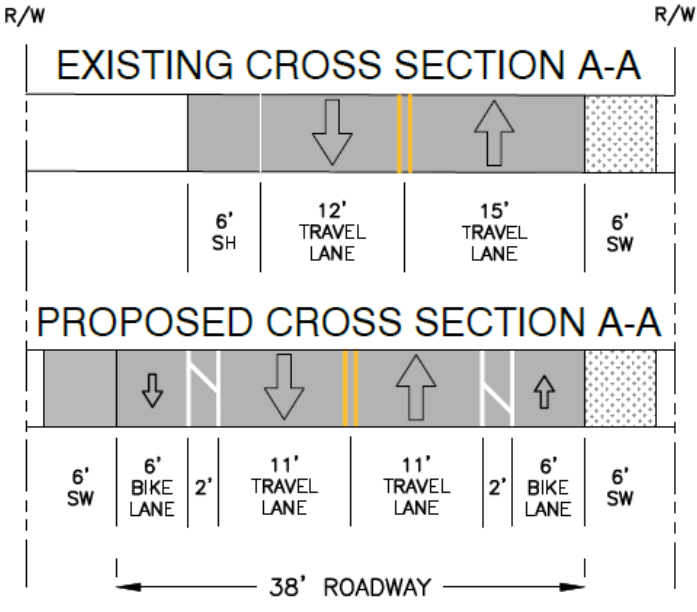 R/W R/W
EXISTING CROSS SECTION A-A
6' SH
12' TRAVEL LANE
15' TRAVEL LANE
6' SW
PROPOSED CROSS SECTION A-A
6' SW
6' BIKE LANE
2'
11' TRAVEL LANE
11' TRAVEL LANE
2'
6' BIKE LANE
6' SW
38' ROADWAY